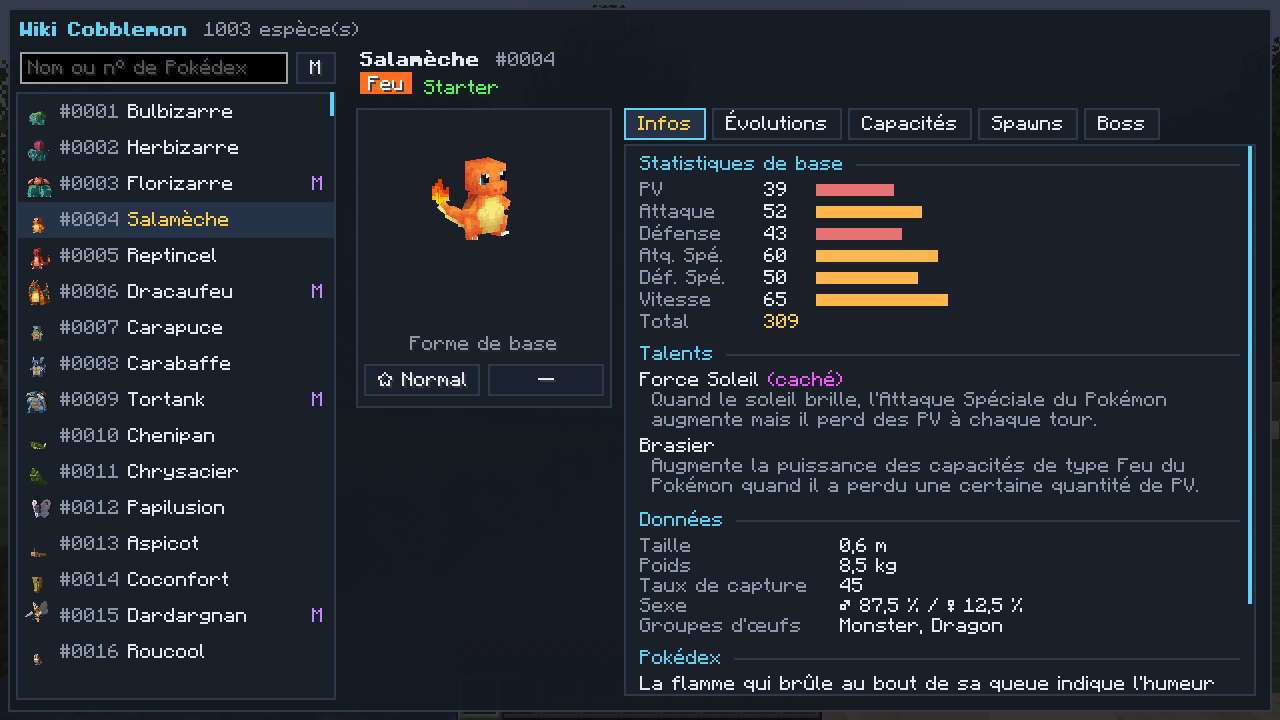 Wiki Cobblemon 1003 espèce(s)
Nom ou n° de Pokédex M
#0001 Bulbizarre
#0002 Herbizarre
#0003 Florizarre M
#0004 Salamèche
#0005 Reptincel
#0006 Dracaufeu M
#0007 Carapuce
#0008 Carabaffe
#0009 Tortank M
#0010 Chenipan
#0011 Chrysacier
#0012 Papilusion
#0013 Aspicot
#0014 Coconfort
#0015 Dardargnan M
#0016 Roucool
Salamèche #0004
Feu Starter
Forme de base
☆ Normal —
Infos Évolutions Capacités Spawns Boss
Statistiques de base
PV 39
Attaque 52
Défense 43
Atq. Spé. 60
Déf. Spé. 50
Vitesse 65
Total 309
Talents
Force Soleil (caché)
Quand le soleil brille, l'Attaque Spéciale du Pokémon
augmente mais il perd des PV à chaque tour.
Brasier
Augmente la puissance des capacités de type Feu du
Pokémon quand il a perdu une certaine quantité de PV.
Données
Taille 0,6 m
Poids 8,5 kg
Taux de capture 45
Sexe ♂ 87,5 % / ♀ 12,5 %
Groupes d'œufs Monster, Dragon
Pokédex
La flamme qui brûle au bout de sa queue indique l'humeur